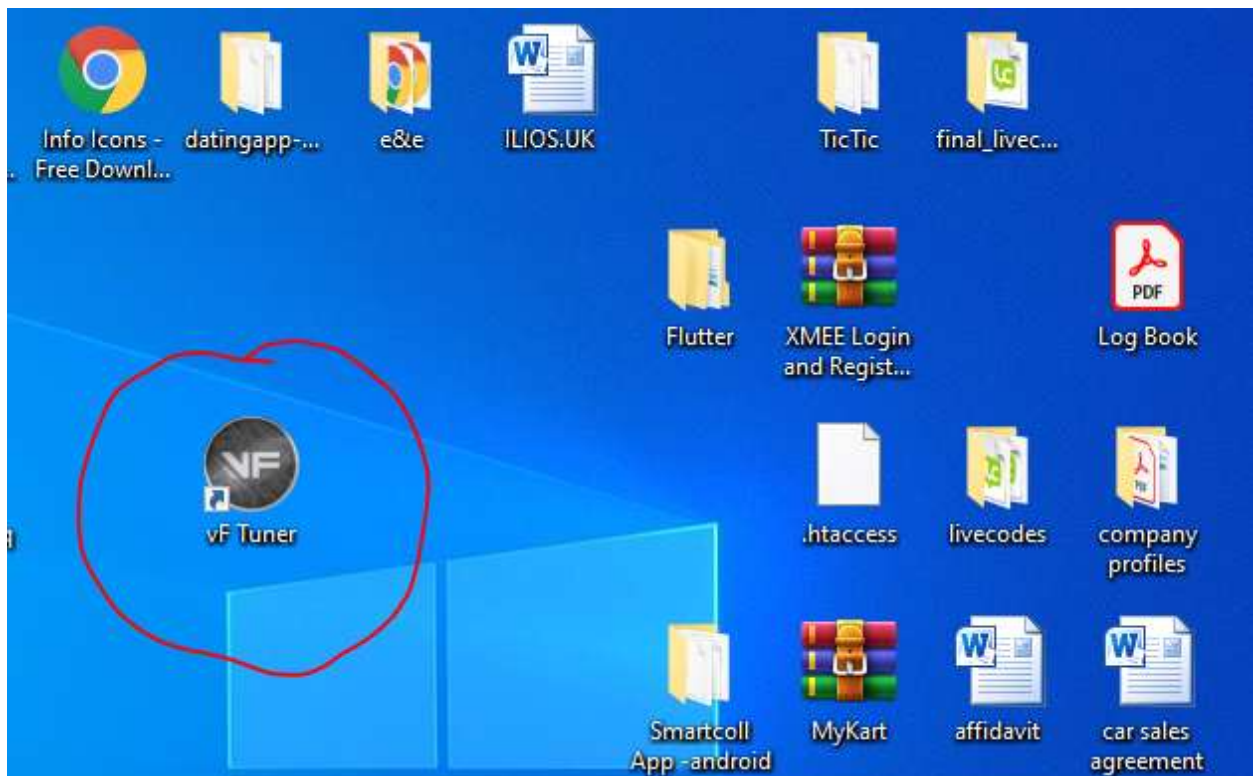 Info Icons -
Free Downl...
datingapp-...
e&e
ILIOS.UK
TicTic
final_livec...
Flutter
XMEE Login
and Regist...
PDF
Log Book
VF
vF Tuner
.htaccess
livecodes
company
profiles
Smartcoll
App -android
MyKart
affidavit
car sales
agreement